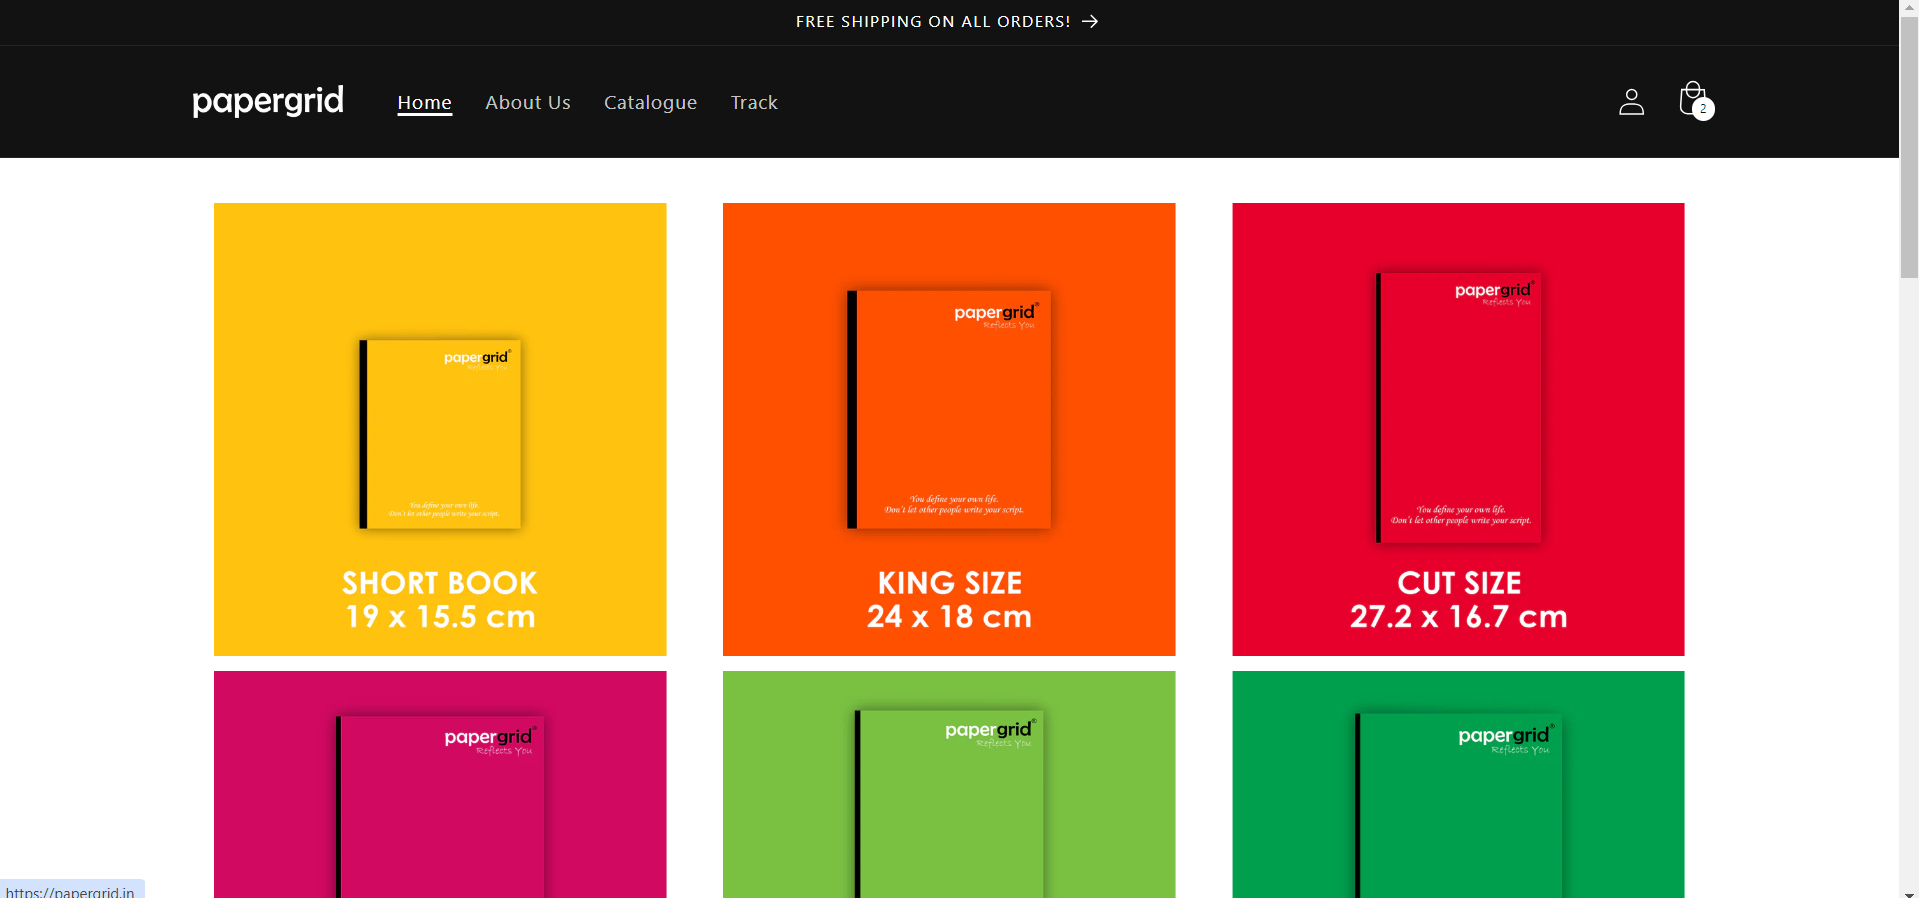 FREE SHIPPING ON ALL ORDERS! →
papergrid Home About Us Catalogue Track 2
papergrid®
Reflects You
You define your own life.
Don't let other people write your script.
SHORT BOOK
19 x 15.5 cm
papergrid®
Reflects You
You define your own life.
Don't let other people write your script.
KING SIZE
24 x 18 cm
papergrid®
Reflects You
You define your own life.
Don't let other people write your script.
CUT SIZE
27.2 x 16.7 cm
papergrid®
Reflects You
papergrid®
Reflects You
papergrid®
Reflects You
https://papergrid.in